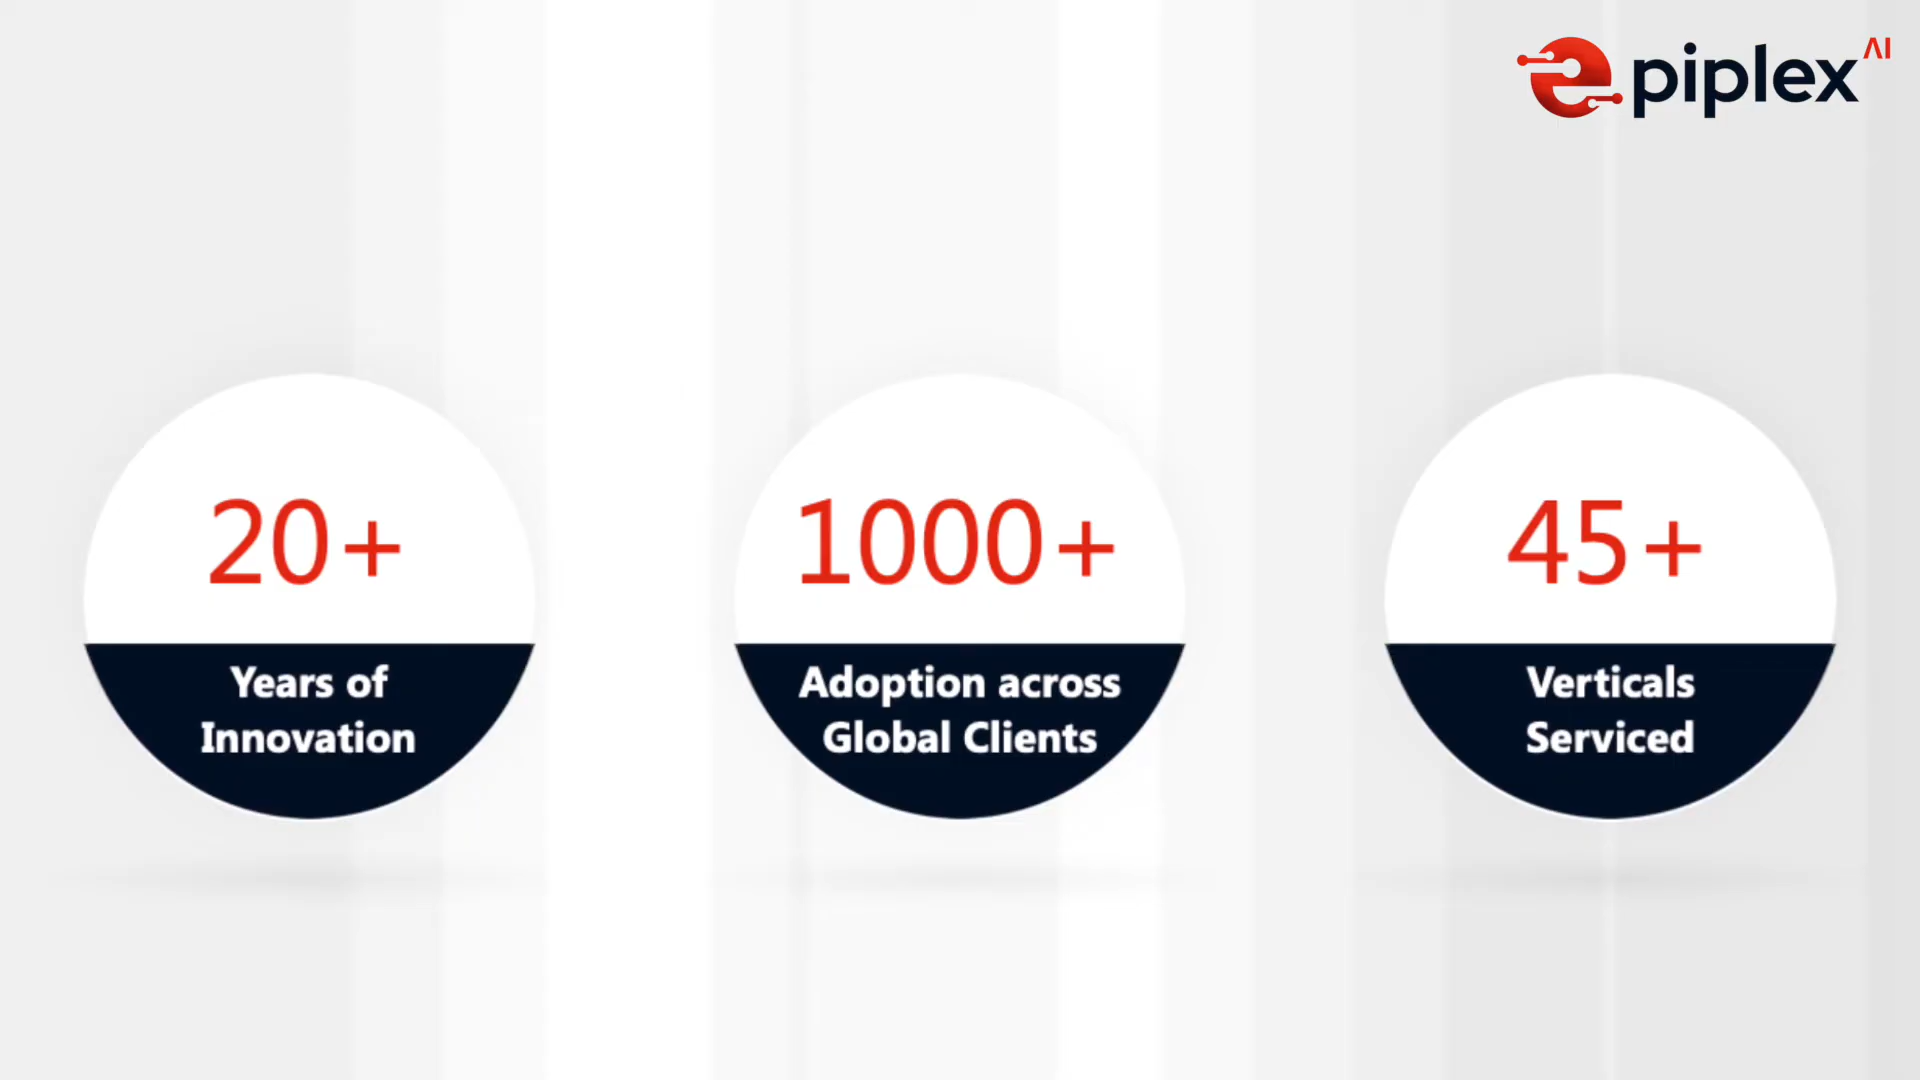 epiplex AI
20+
Years of
Innovation
1000+
Adoption across
Global Clients
45+
Verticals
Serviced